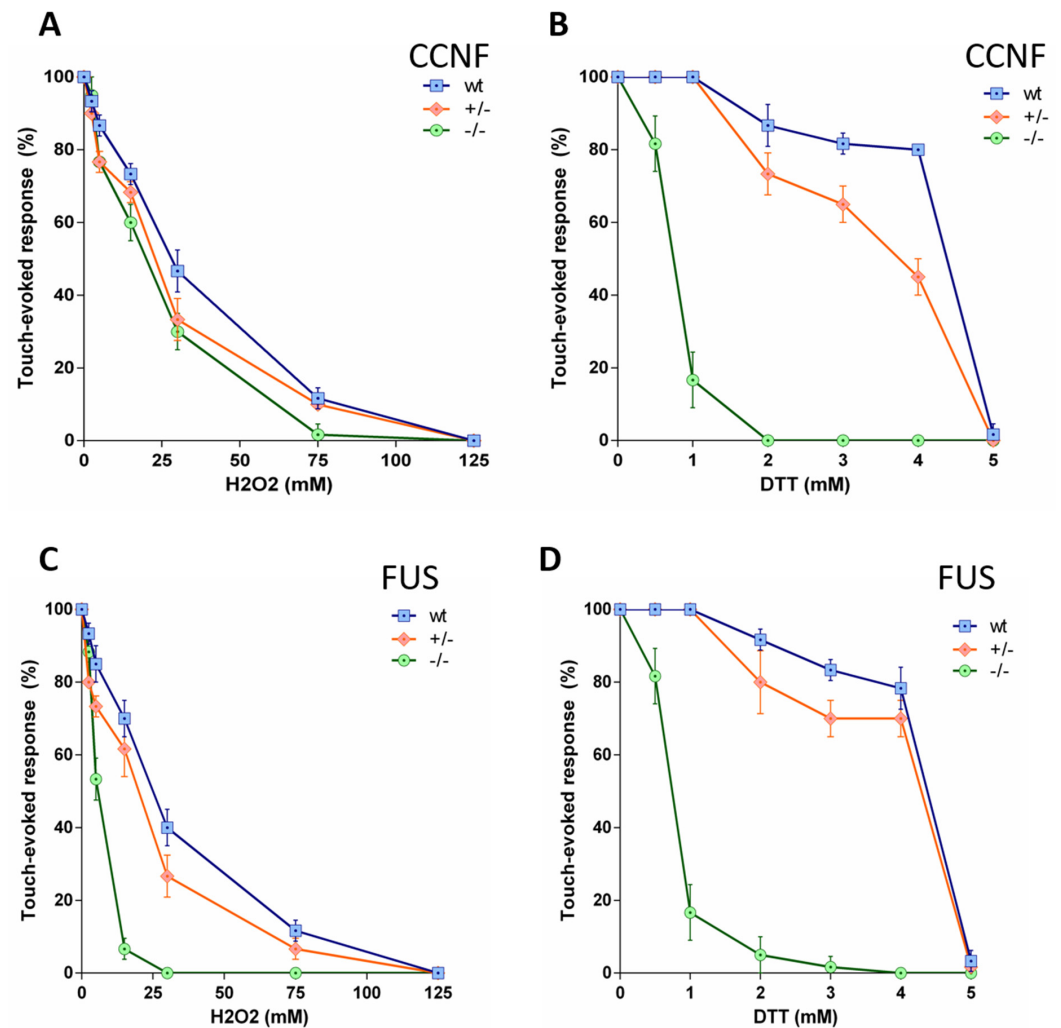 A
CCNF
wt
+/-
-/-
Touch-evoked response (%)
100
80
60
40
20
0
0 25 50 75 100 125
H2O2 (mM)
B
CCNF
wt
+/-
-/-
Touch-evoked response (%)
100
80
60
40
20
0
0 1 2 3 4 5
DTT (mM)
C
FUS
wt
+/-
-/-
Touch-evoked response (%)
100
80
60
40
20
0
0 25 50 75 100 125
H2O2 (mM)
D
FUS
wt
+/-
-/-
Touch-evoked response (%)
100
80
60
40
20
0
0 1 2 3 4 5
DTT (mM)